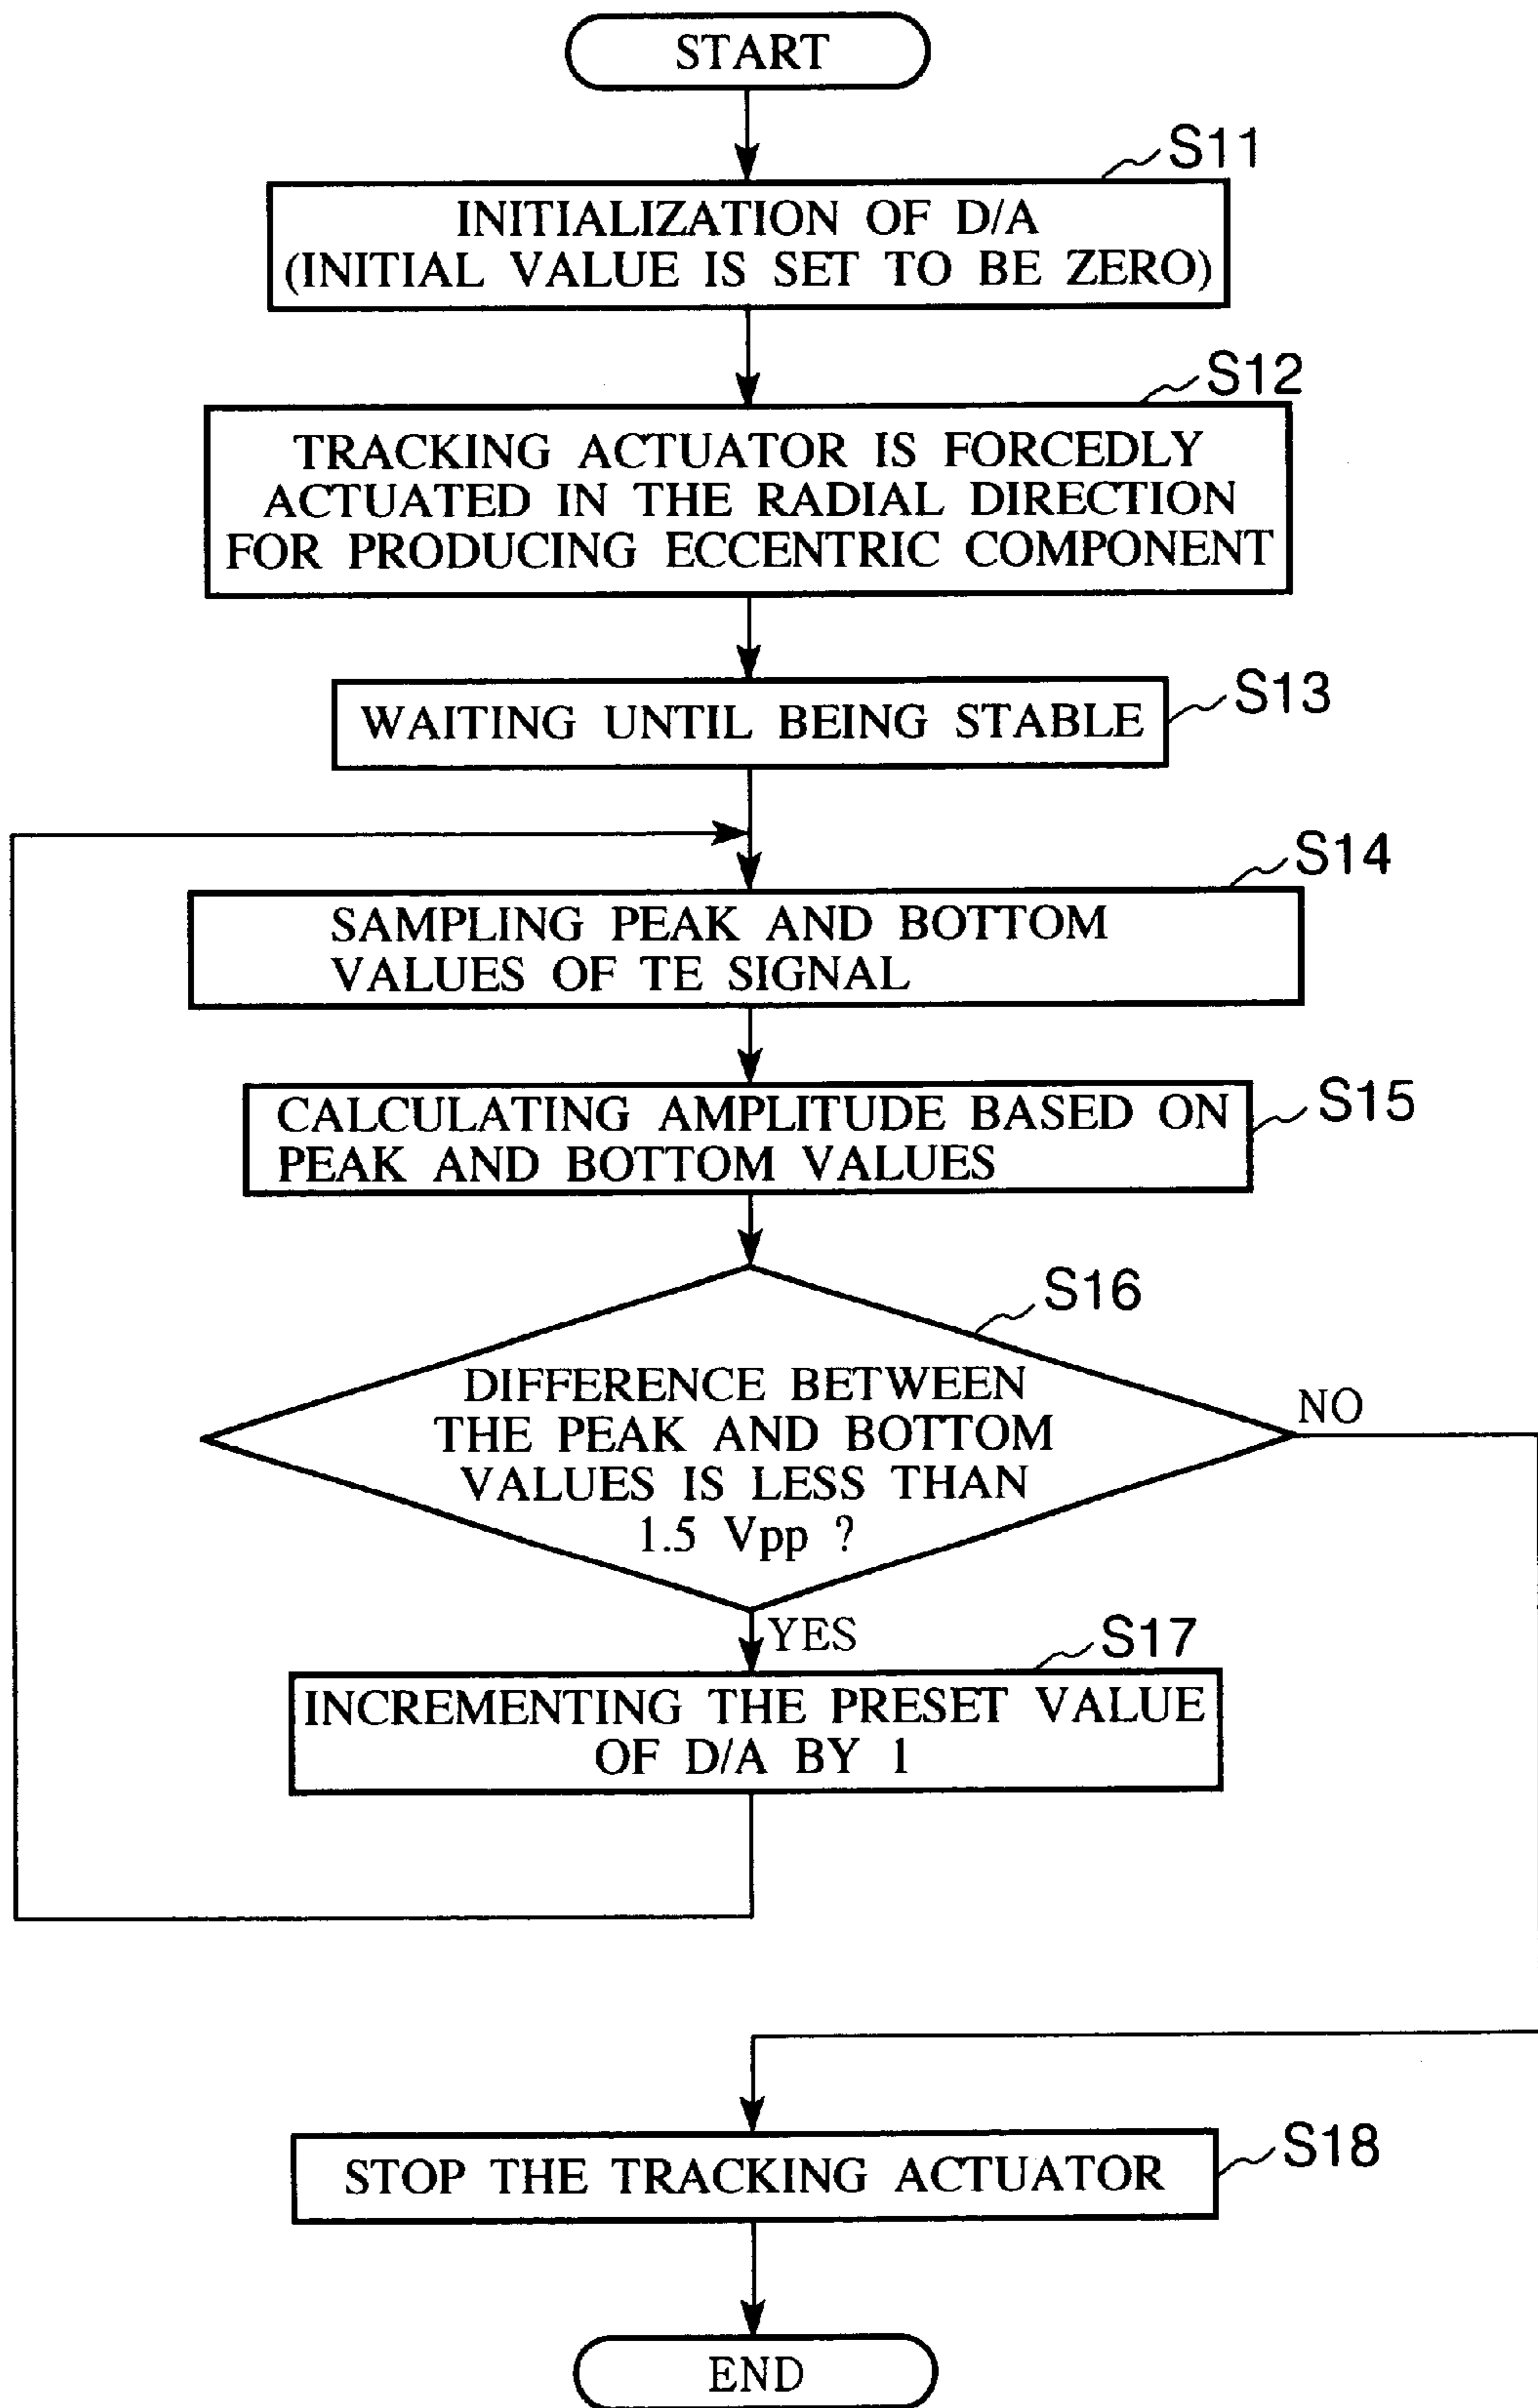 START
S11
INITIALIZATION OF D/A
(INITIAL VALUE IS SET TO BE ZERO)
S12
TRACKING ACTUATOR IS FORCEDLY
ACTUATED IN THE RADIAL DIRECTION
FOR PRODUCING ECCENTRIC COMPONENT
S13
WAITING UNTIL BEING STABLE
S14
SAMPLING PEAK AND BOTTOM
VALUES OF TE SIGNAL
S15
CALCULATING AMPLITUDE BASED ON
PEAK AND BOTTOM VALUES
S16
DIFFERENCE BETWEEN
THE PEAK AND BOTTOM
VALUES IS LESS THAN
1.5 Vpp ?
NO
YES
S17
INCREMENTING THE PRESET VALUE
OF D/A BY 1
S18
STOP THE TRACKING ACTUATOR
END